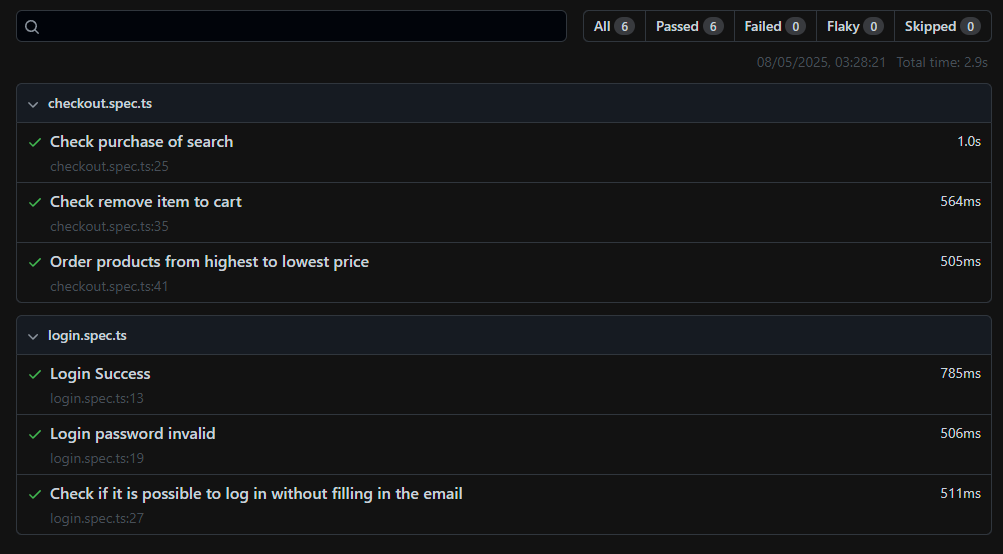 All 6 Passed 6 Failed 0 Flaky 0 Skipped 0
08/05/2025, 03:28:21 Total time: 2.9s
checkout.spec.ts
Check purchase of search 1.0s
checkout.spec.ts:25
Check remove item to cart 564ms
checkout.spec.ts:35
Order products from highest to lowest price 505ms
checkout.spec.ts:41
login.spec.ts
Login Success 785ms
login.spec.ts:13
Login password invalid 506ms
login.spec.ts:19
Check if it is possible to log in without filling in the email 511ms
login.spec.ts:27